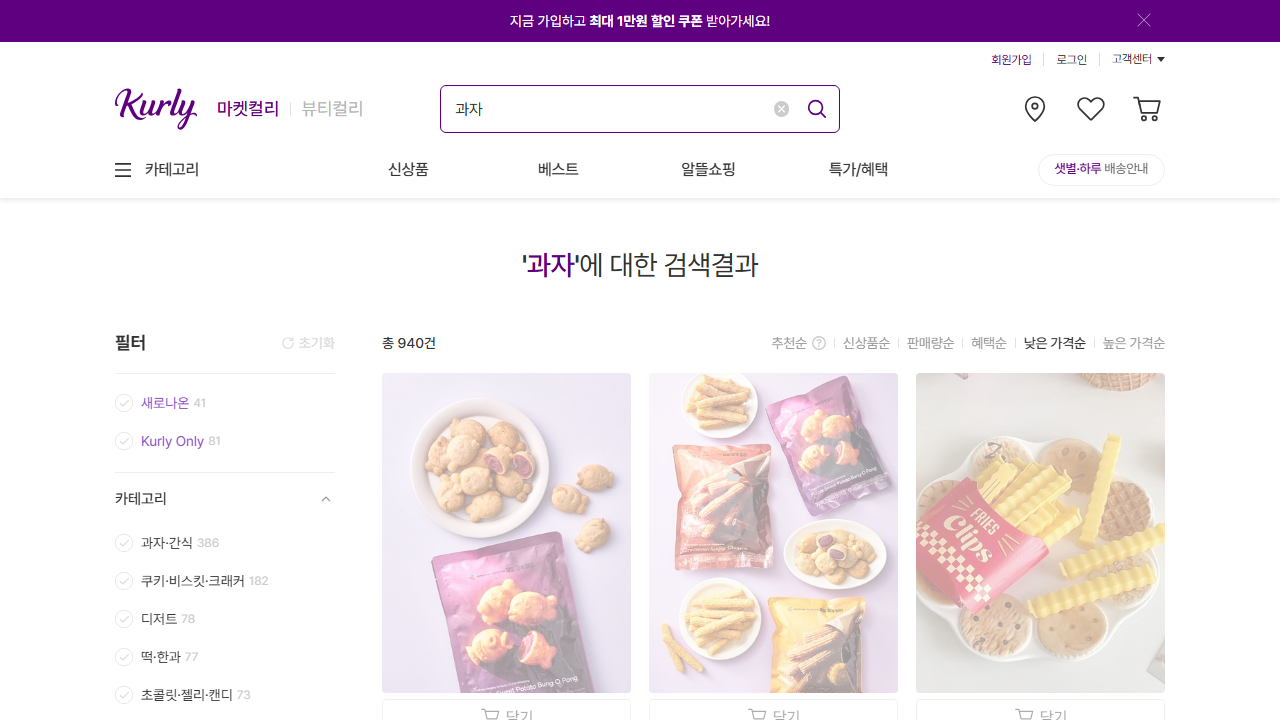 지금 가입하고 최대 1만원 할인 쿠폰 받아가세요!
회원가입 로그인 고객센터
Kurly 마켓컬리 뷰티컬리
과자
카테고리 신상품 베스트 알뜰쇼핑 특가/혜택 샛별·하루 배송안내
'과자'에 대한 검색결과
필터 초기화
총 940건 추천순 신상품순 판매량순 혜택순 낮은 가격순 높은 가격순
새로나온 41
Kurly Only 81
카테고리
과자·간식 386
쿠키·비스킷·크래커 182
디저트 78
떡·한과 77
초콜릿·젤리·캔디 73
FRIES
Clips
담기 담기 담기